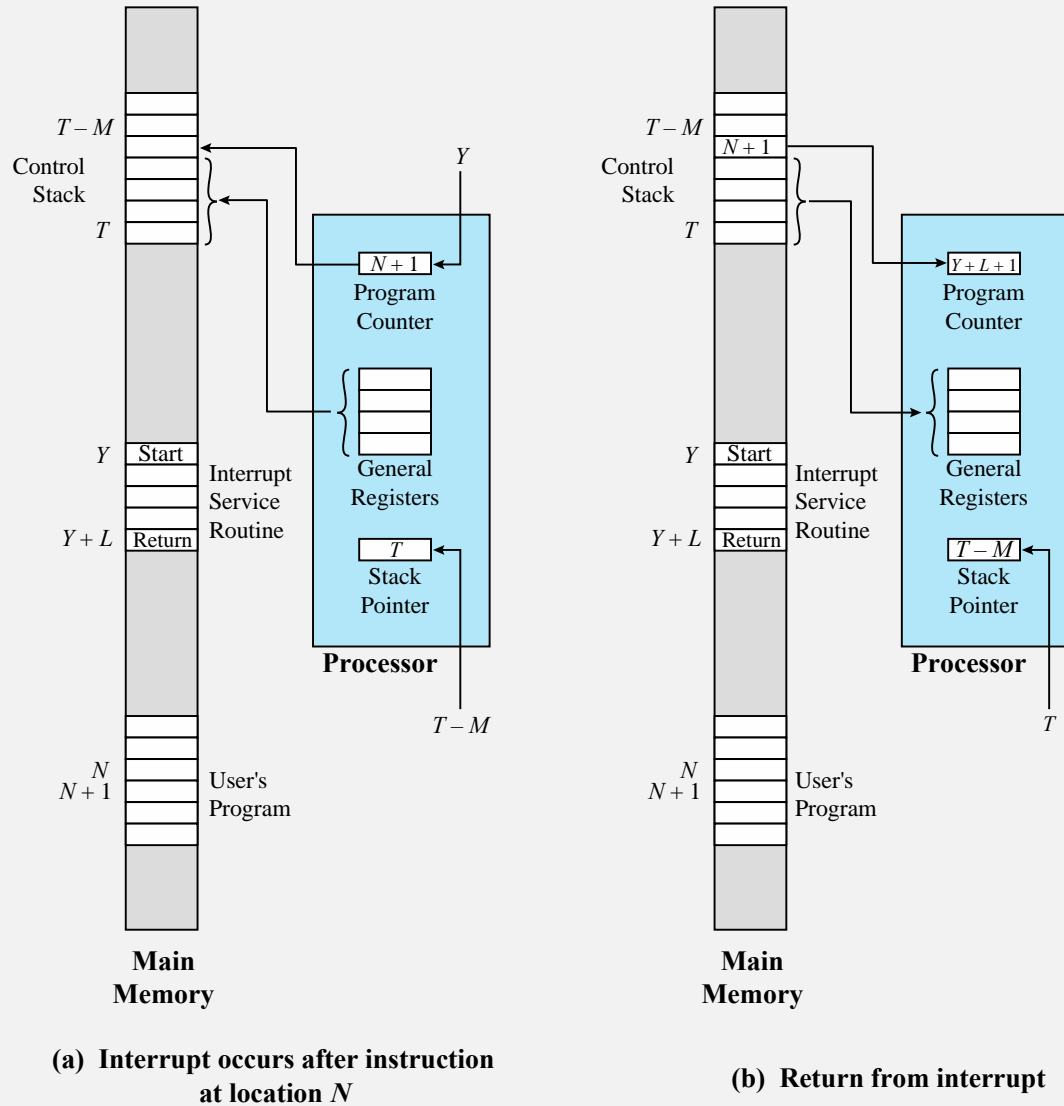 T – M
Control
Stack
T
Y
N + 1
Program
Counter
General
Registers
Y
Start
Interrupt
Service
Routine
Y + L
Return
T
Stack
Pointer
Processor
T – M
N
N + 1
User's
Program
Main
Memory
(a) Interrupt occurs after instruction
at location N
T – M
N + 1
Control
Stack
T
Y + L + 1
Program
Counter
General
Registers
Y
Start
Interrupt
Service
Routine
Y + L
Return
T – M
Stack
Pointer
Processor
T
N
N + 1
User's
Program
Main
Memory
(b) Return from interrupt